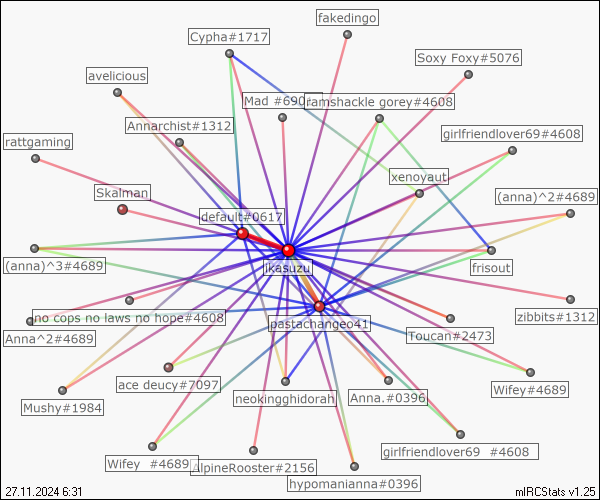 fakedingo
Cypha#1717
Soxy Foxy#5076
avelicious
Mad #690
ramshackle gorey#4608
Annarchist#1312
girlfriendlover69#4608
rattgaming
xenoyaut
Skalman
(anna)^2#4689
default#0617
(anna)^3#4689
ikasuzu
frisout
no cops no laws no hope#4608
zibbits#1312
pastachangeo41
Anna^2#4689
Toucan#2473
ace deucy#7097
Wifey#4689
neokingghidorah
Anna.#0396
Mushy#1984
girlfriendlover69 #4608
Wifey #4689
AlpineRooster#2156
hypomanianna#0396
27.11.2024 6:31
mIRCStats v1.25